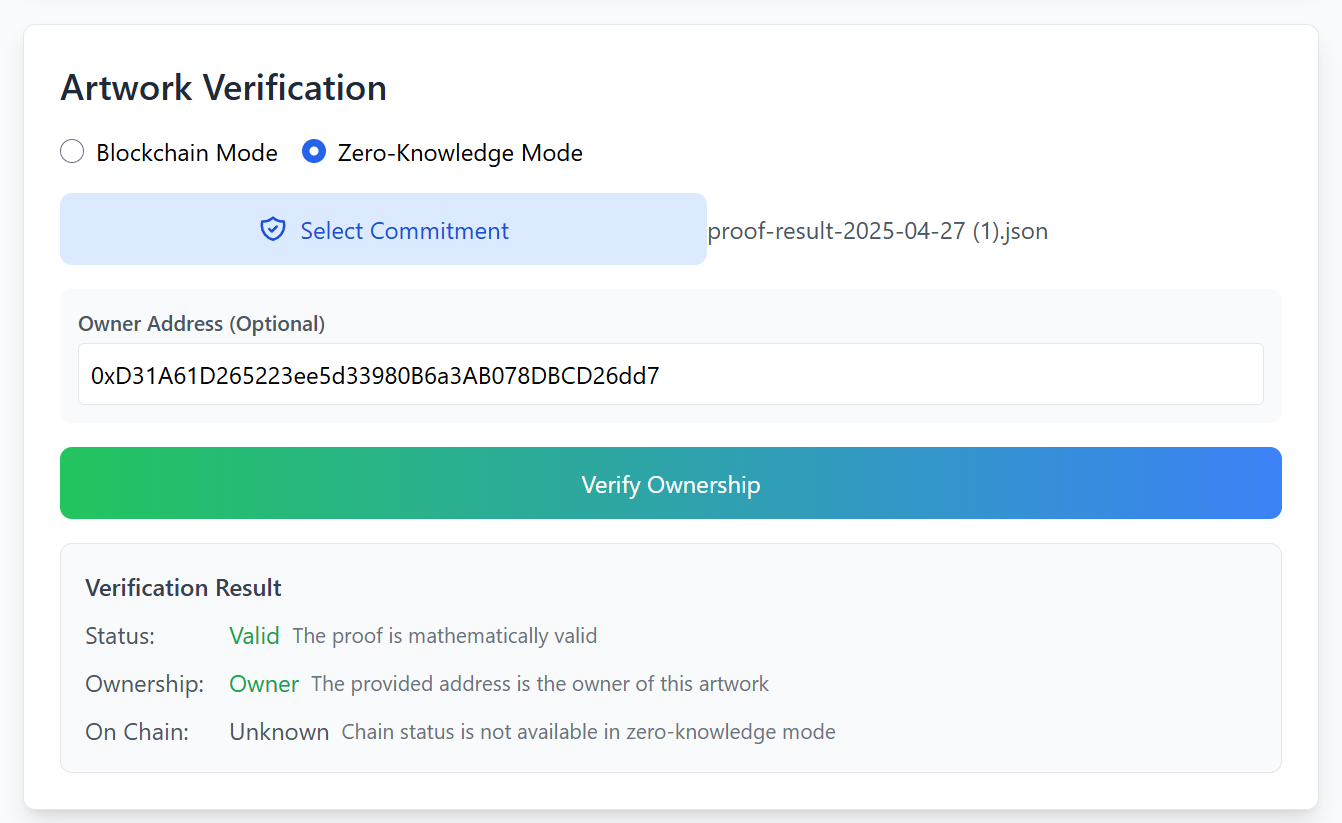 Artwork Verification
Blockchain Mode Zero-Knowledge Mode
Select Commitment proof-result-2025-04-27 (1).json
Owner Address (Optional)
0xD31A61D265223ee5d33980B6a3AB078DBCD26dd7
Verify Ownership
Verification Result
Status: Valid The proof is mathematically valid
Ownership: Owner The provided address is the owner of this artwork
On Chain: Unknown Chain status is not available in zero-knowledge mode